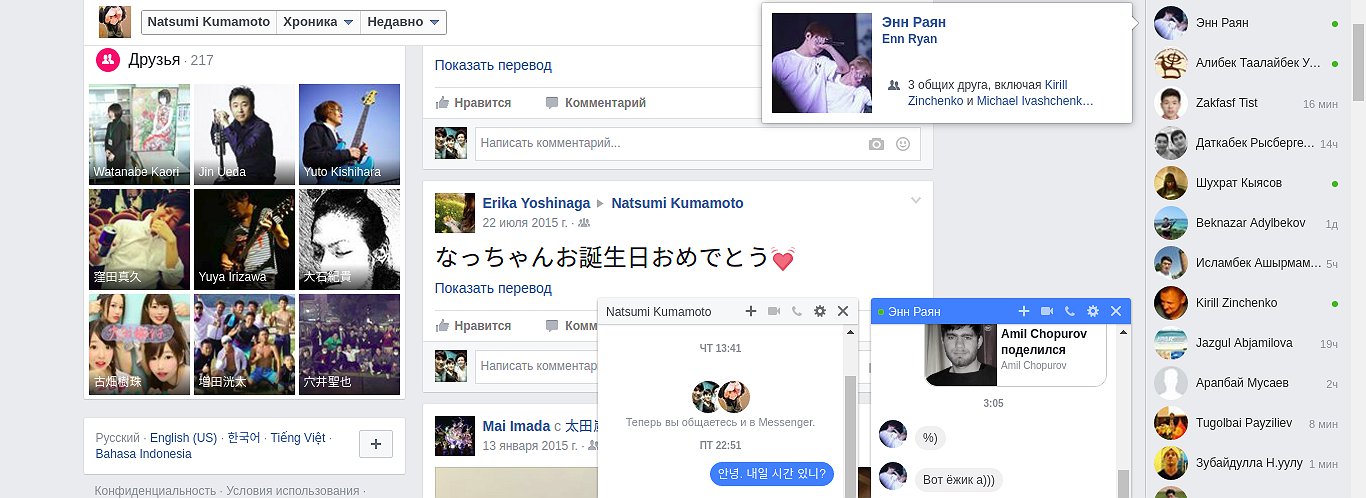 Natsumi Kumamoto Хроника Недавно
Друзья · 217
Watanabe Kaori
Jin Ueda
Yuto Kishihara
窪田真久
Yuya Irizawa
大石紀貴
古畑樹珠
増田洸太
穴井聖也
Русский · English (US) · 한국어 · Tiếng Việt ·
Bahasa Indonesia
Конфиденциальность · Условия использования ·
Показать перевод
Нравится Комментарий
Написать комментарий...
Erika Yoshinaga Natsumi Kumamoto
22 июля 2015 г. ·
なっちゃんお誕生日おめでとう
Показать перевод
Нравится Комм
Написать комментар
Mai Imada с 太田
13 января 2015 г. ·
Энн Раян
Enn Ryan
3 общих друга, включая Kirill
Zinchenko и Michael Ivashchenk…
Natsumi Kumamoto
ЧТ 13:41
Теперь вы общаетесь и в Messenger.
ПТ 22:51
안녕. 내일 시간 있니?
Энн Раян
Amil Chopurov
поделился
Amil Chopurov
3:05
%)
Вот ёжик а)))
Энн Раян
Алибек Таалайбек У…
Zakfasf Tist 16 мин
Даткабек Рысберге… 14ч
Шухрат Кыясов
Beknazar Adylbekov 1д
Исламбек Ашырмам… 5ч
Kirill Zinchenko
Jazgul Abjamilova 19ч
Арапбай Мусаев 2ч
Tugolbai Payziliev 8 мин
Зубайдулла Н.уулу 1 мин